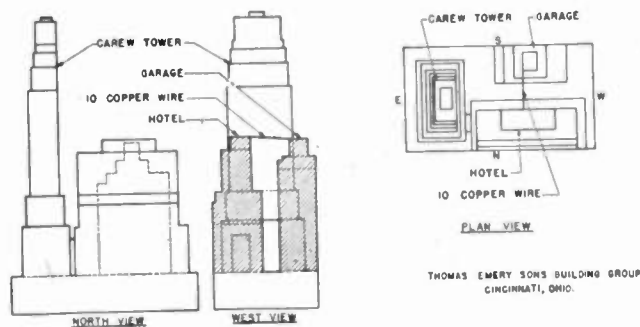 CAREW TOWER
GARAGE
10 COPPER WIRE
HOTEL
NORTH VIEW
WEST VIEW
CAREW TOWER
GARAGE
S
E
W
N
HOTEL
10 COPPER WIRE
PLAN VIEW
THOMAS EMERY SONS BUILDING GROUP
CINCINNATI, OHIO.